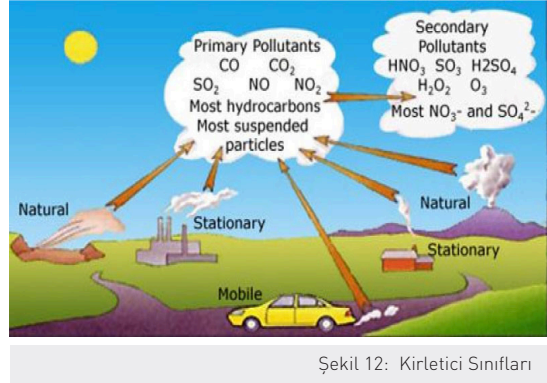 Primary Pollutants
CO CO₂
SO₂ NO NO₂
Most hydrocarbons
Most suspended
particles
Secondary
Pollutants
HNO₃ SO₃ H2SO₄
H₂O₂ O₃
Most NO₃- and SO₄²-
Natural
Stationary
Natural
Stationary
Mobile
Şekil 12: Kirletici Sınıfları